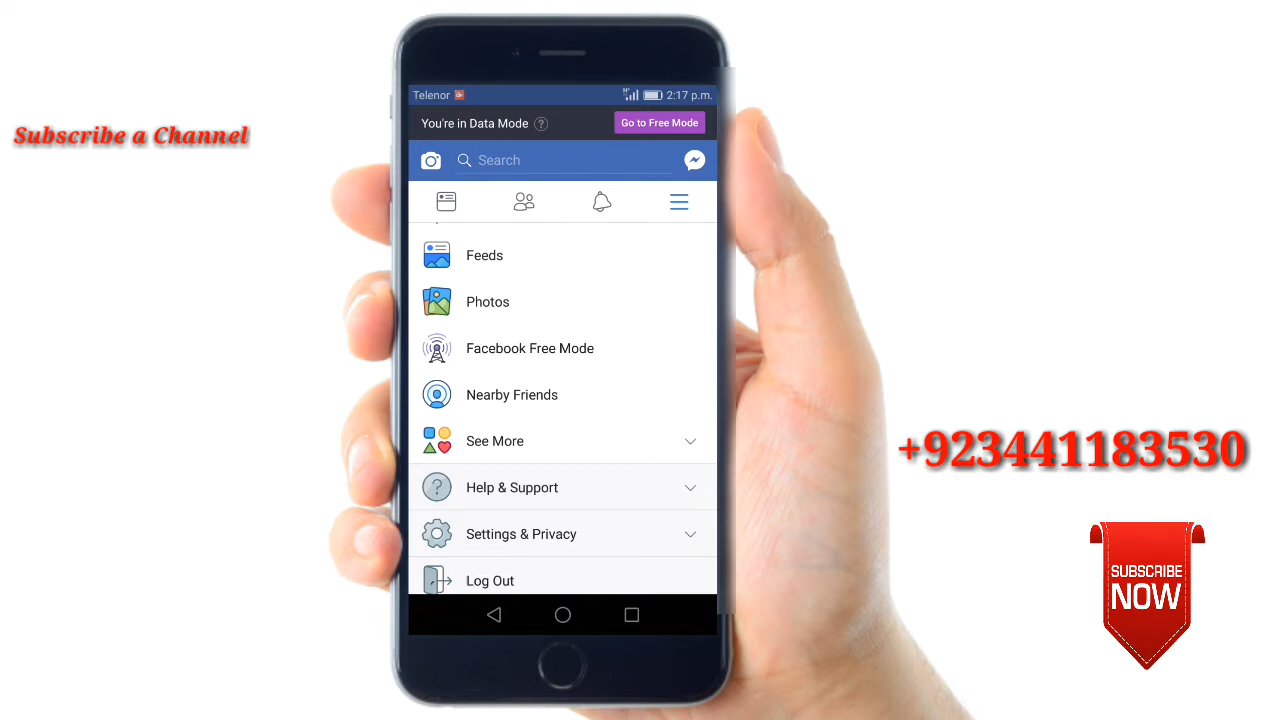 Telenor
2:17 p.m.
You're in Data Mode ?
Go to Free Mode
Search
Subscribe a Channel
Feeds
Photos
Facebook Free Mode
Nearby Friends
See More
Help & Support
Settings & Privacy
Log Out
+923441183530
SUBSCRIBE
NOW